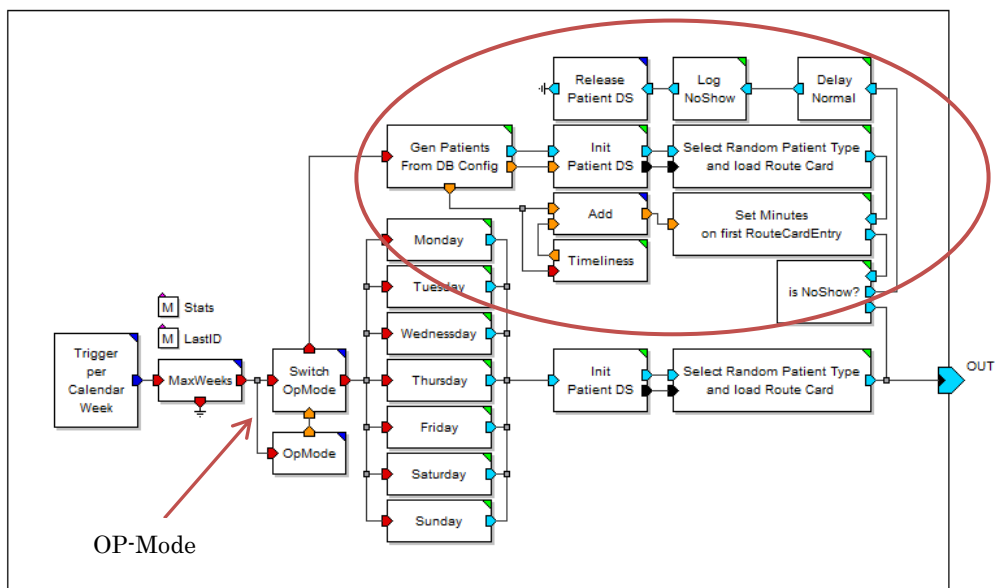 Release
Patient DS
Log
NoShow
Delay
Normal
Gen Patients
From DB Config
Init
Patient DS
Select Random Patient Type
and load Route Card
Add
Set Minutes
on first RouteCardEntry
Timeliness
is NoShow?
Monday
Tuesday
Wednesday
Thursday
Friday
Saturday
Sunday
M Stats
M LastID
Trigger
per
Calendar
Week
MaxWeeks
Switch
OpMode
OpMode
Init
Patient DS
Select Random Patient Type
and load Route Card
OUT
OP-Mode